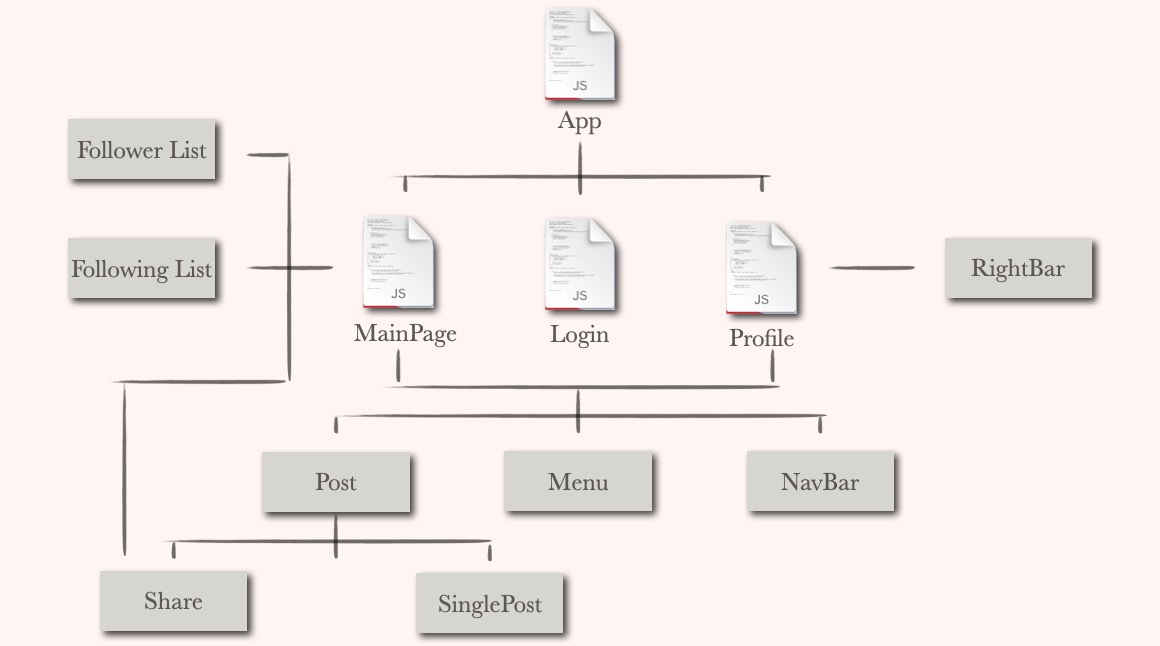 JS
App
Follower List
Following List
JS
MainPage
JS
Login
JS
Profile
RightBar
Post
Menu
NavBar
Share
SinglePost